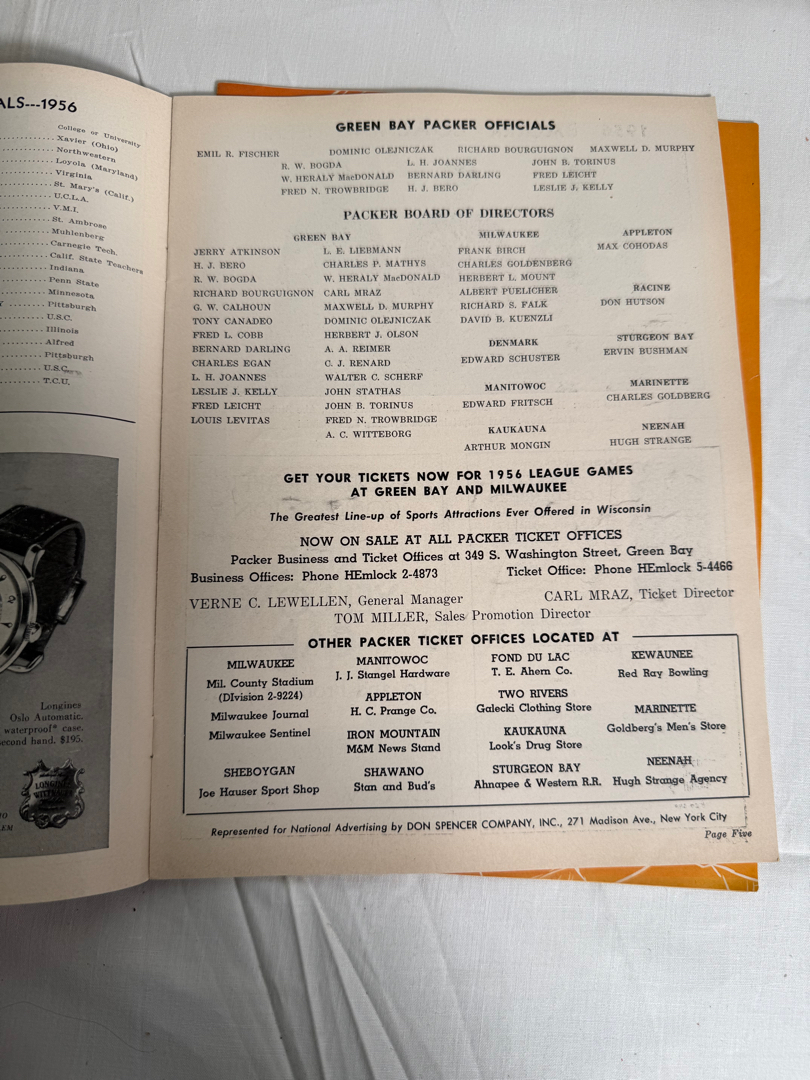 ALS---1956
College or University
Xavier (Ohio)
Northwestern
Loyola (Maryland)
Virginia
St. Mary's (Calif.)
U.C.L.A.
V.M.I.
St. Ambrose
Muhlenberg
Carnegie Tech.
Calif. State Teachers
Indiana
Penn State
Minnesota
Pittsburgh
U.S.C.
Illinois
Alfred
Pittsburgh
U.S.C.
T.C.U.
Longines
Oslo Automatic.
waterproof® case.
second hand. $195.
GREEN BAY PACKER OFFICIALS
EMIL R. FISCHER DOMINIC OLEJNICZAK RICHARD BOURGUIGNON MAXWELL D. MURPHY
R. W. BOGDA L. H. JOANNES JOHN B. TORINUS
W. HERALY MacDONALD BERNARD DARLING FRED LEICHT
FRED N. TROWBRIDGE H. J. BERO LESLIE J. KELLY
PACKER BOARD OF DIRECTORS
GREEN BAY
JERRY ATKINSON
H. J. BERO
R. W. BOGDA
RICHARD BOURGUIGNON
G. W. CALHOUN
TONY CANADEO
FRED L. COBB
BERNARD DARLING
CHARLES EGAN
L. H. JOANNES
LESLIE J. KELLY
FRED LEICHT
LOUIS LEVITAS
L. E. LIEBMANN
CHARLES P. MATHYS
W. HERALY MacDONALD
CARL MRAZ
MAXWELL D. MURPHY
DOMINIC OLEJNICZAK
HERBERT J. OLSON
A. A. REIMER
C. J. RENARD
WALTER C. SCHERF
JOHN STATHAS
JOHN B. TORINUS
FRED N. TROWBRIDGE
A. C. WITTEBORG
MILWAUKEE
FRANK BIRCH
CHARLES GOLDENBERG
HERBERT L. MOUNT
ALBERT PUELICHER
RICHARD S. FALK
DAVID B. KUENZLI
DENMARK
EDWARD SCHUSTER
MANITOWOC
EDWARD FRITSCH
KAUKAUNA
ARTHUR MONGIN
APPLETON
MAX COHODAS
RACINE
DON HUTSON
STURGEON BAY
ERVIN BUSHMAN
MARINETTE
CHARLES GOLDBERG
NEENAH
HUGH STRANGE
GET YOUR TICKETS NOW FOR 1956 LEAGUE GAMES
AT GREEN BAY AND MILWAUKEE
The Greatest Line-up of Sports Attractions Ever Offered in Wisconsin
NOW ON SALE AT ALL PACKER TICKET OFFICES
Packer Business and Ticket Offices at 349 S. Washington Street, Green Bay
Business Offices: Phone HEmlock 2-4873 Ticket Office: Phone HEmlock 5-4466
VERNE C. LEWELLEN, General Manager CARL MRAZ, Ticket Director
TOM MILLER, Sales Promotion Director
OTHER PACKER TICKET OFFICES LOCATED AT
MILWAUKEE
Mil. County Stadium
(DIvision 2-9224)
Milwaukee Journal
Milwaukee Sentinel
SHEBOYGAN
Joe Hauser Sport Shop
MANITOWOC
J. J. Stangel Hardware
APPLETON
H. C. Prange Co.
IRON MOUNTAIN
M&M News Stand
SHAWANO
Stan and Bud's
FOND DU LAC
T. E. Ahern Co.
TWO RIVERS
Galecki Clothing Store
KAUKAUNA
Look's Drug Store
STURGEON BAY
Ahnapee & Western R.R.
KEWAUNEE
Red Ray Bowling
MARINETTE
Goldberg's Men's Store
NEENAH
Hugh Strange Agency
Represented for National Advertising by DON SPENCER COMPANY, INC., 271 Madison Ave., New York City
Page Five